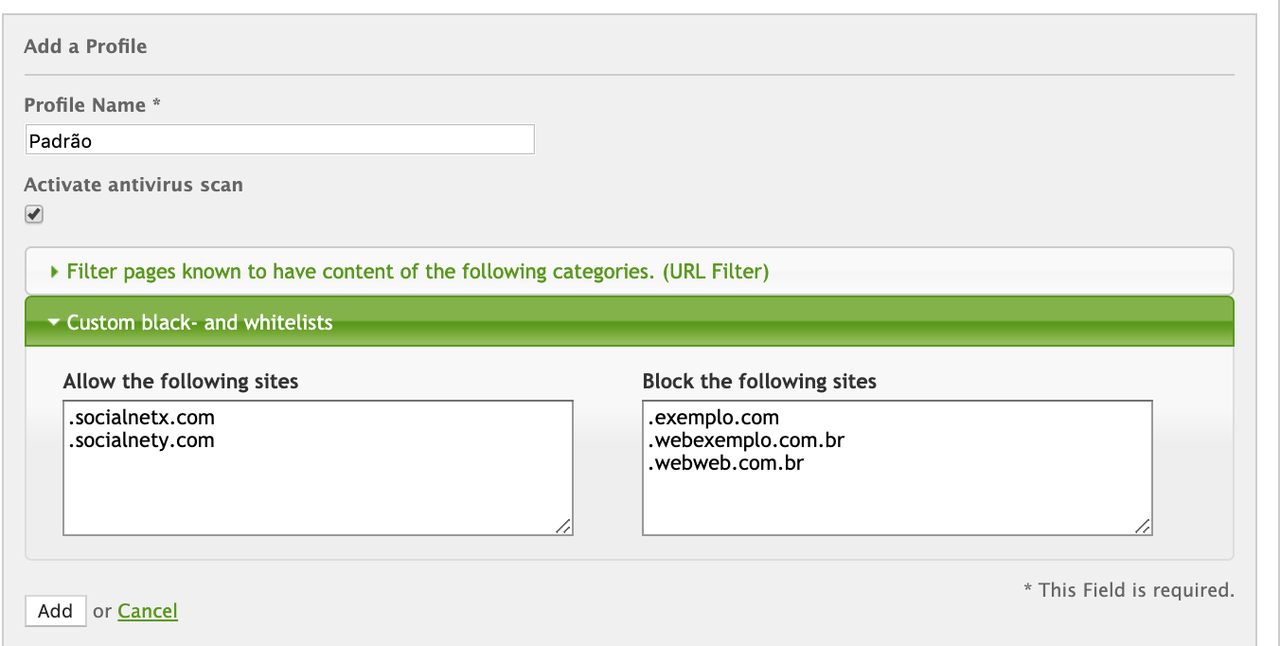 Add a Profile
Profile Name *
Padrão
Activate antivirus scan
Filter pages known to have content of the following categories. (URL Filter)
Custom black- and whitelists
Allow the following sites
.socialnetx.com
.socialnety.com
Block the following sites
.exemplo.com
.webexemplo.com.br
.webweb.com.br
* This Field is required.
Add or Cancel